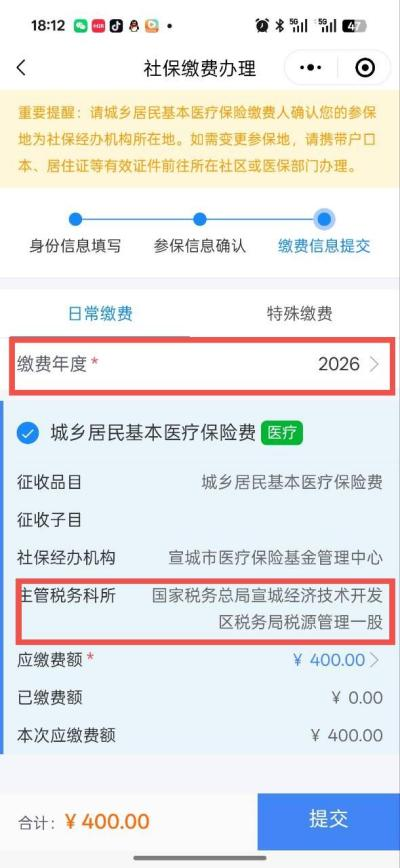 18:12
5G
5G
47
社保缴费办理
重要提醒：请城乡居民基本医疗保险缴费人确认您的参保
地为社保经办机构所在地。如需变更参保地，请携带户口
本、居住证等有效证件前往所在社区或医保部门办理。
身份信息填写 参保信息确认 缴费信息提交
日常缴费 特殊缴费
缴费年度* 2026
城乡居民基本医疗保险费 医疗
征收品目 城乡居民基本医疗保险费
征收子目
社保经办机构 宣城市医疗保险基金管理中心
主管税务科所 国家税务总局宣城经济技术开发
区税务局税源管理一股
应缴费额* ¥ 400.00
已缴费额 ¥ 0.00
本次应缴费额 ¥ 400.00
合计：¥ 400.00 提交